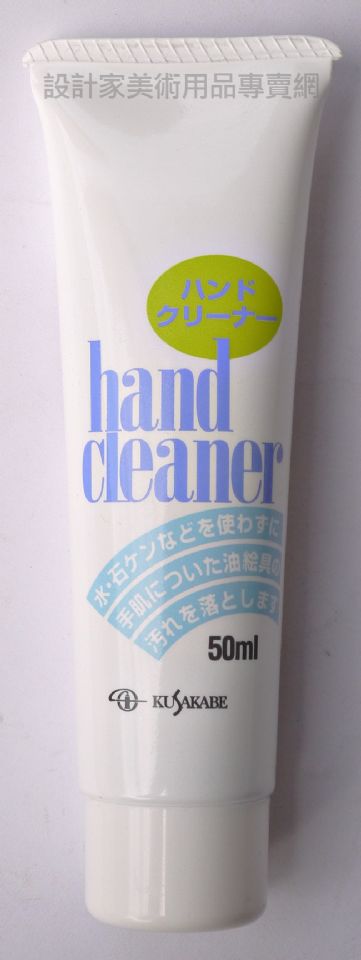 設計家美術用品專賣網
ハンド
クリーナー
hand
cleaner
水・石ケンなどを使わずに
手肌についた油絵具の
汚れを落とします
50ml
KUSAKABE